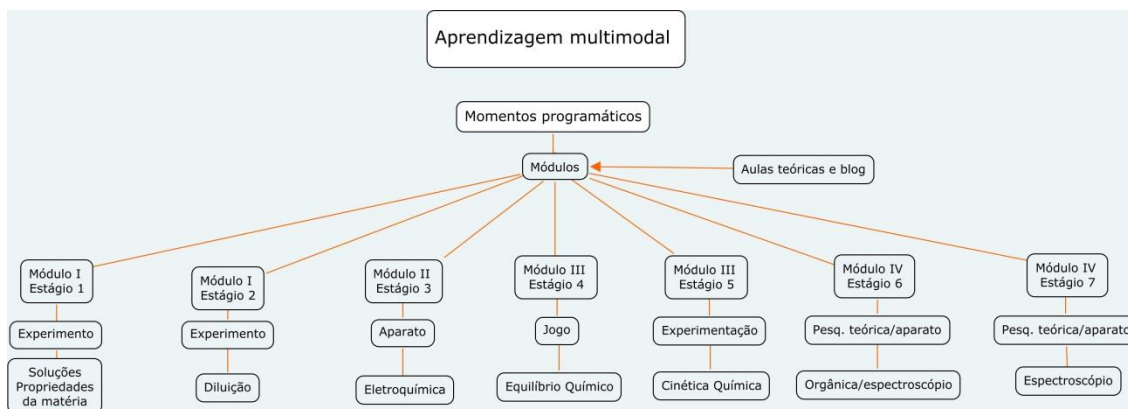 Aprendizagem multimodal
Momentos programáticos
Módulos
Aulas teóricas e blog
Módulo I
Estágio 1
Módulo I
Estágio 2
Módulo II
Estágio 3
Módulo III
Estágio 4
Módulo III
Estágio 5
Módulo IV
Estágio 6
Módulo IV
Estágio 7
Experimento
Experimento
Aparato
Jogo
Experimentação
Pesq. teórica/aparato
Pesq. teórica/aparato
Soluções
Propriedades
da matéria
Diluição
Eletroquímica
Equilíbrio Químico
Cinética Química
Orgânica/espectroscópio
Espectroscópio